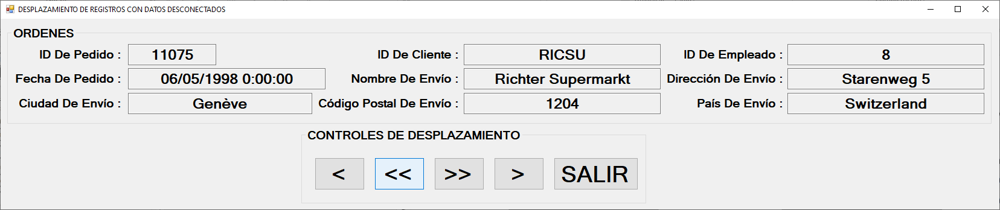 DESPLAZAMIENTO DE REGISTROS CON DATOS DESCONECTADOS
ORDENES
ID De Pedido : 11075 ID De Cliente : RICSU ID De Empleado : 8
Fecha De Pedido : 06/05/1998 0:00:00 Nombre De Envío : Richter Supermarkt Dirección De Envío : Starenweg 5
Ciudad De Envío : Genève Código Postal De Envío : 1204 País De Envío : Switzerland
CONTROLES DE DESPLAZAMIENTO
< << >> > SALIR